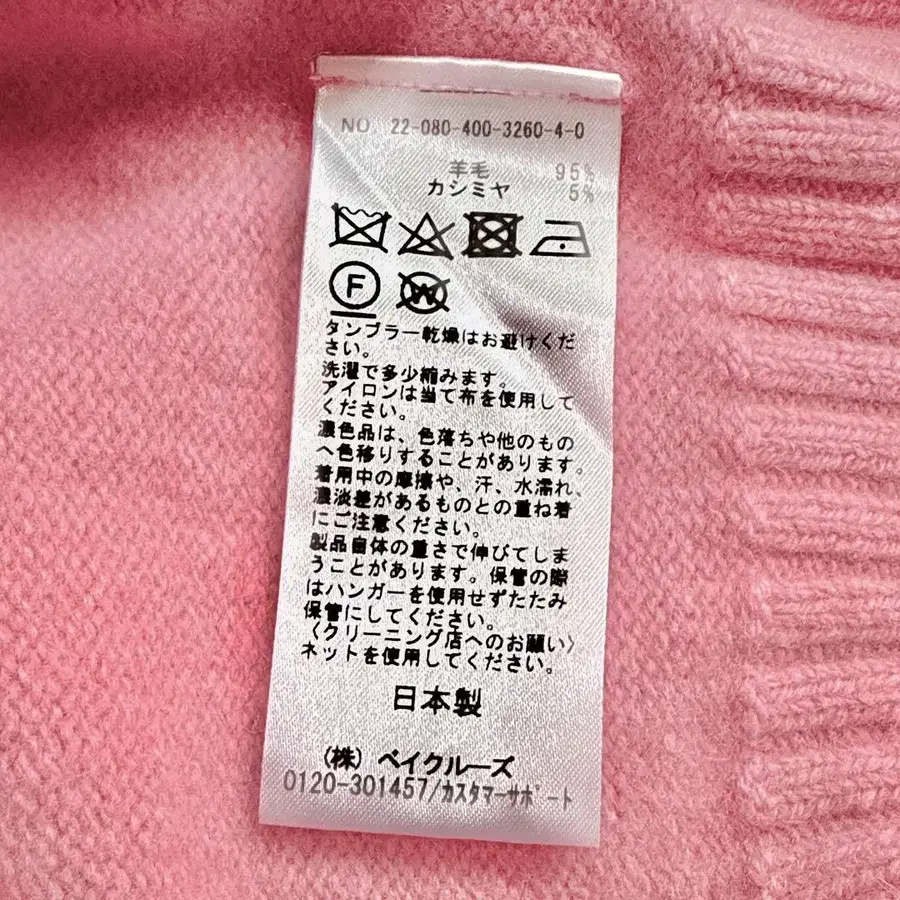 NO 22-080-400-3260-4-0
羊毛 95%
カシミヤ 5%
F
W
タンブラー乾燥はお避けくだ
さい。
洗濯で多少縮みます。
アイロンは当て布を使用して
ください。
濃色品は、色落ちや他のもの
へ色移りすることがあります。
着用中の摩擦や、汗、水濡れ、
濃淡差があるものとの重ね着
にご注意ください。
製品自体の重さで伸びてしま
うことがあります。保管の際
はハンガーを使用せずたたみ
保管にしてください。
〈クリーニング店へのお願い〉
ネットを使用してください。
日本製
(株) ベイクルーズ
0120-301457/カスタマーサポート